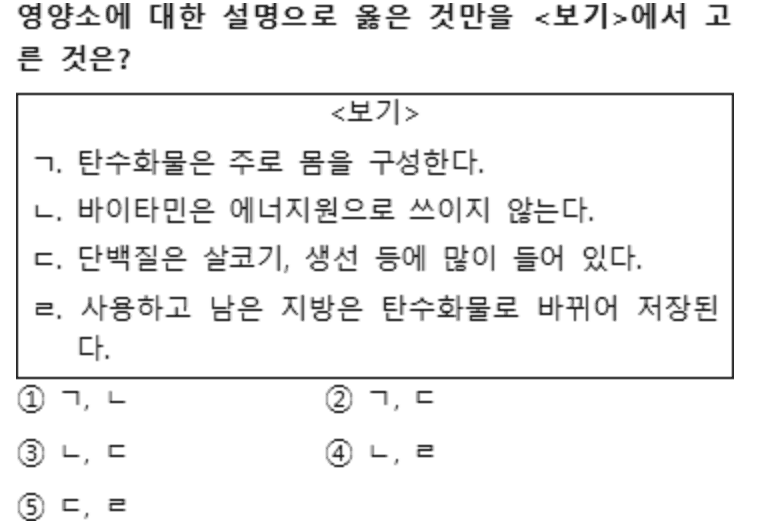 영양소에 대한 설명으로 옳은 것만을 <보기>에서 고
른 것은?
<보기>
ㄱ. 탄수화물은 주로 몸을 구성한다.
ㄴ. 바이타민은 에너지원으로 쓰이지 않는다.
ㄷ. 단백질은 살코기, 생선 등에 많이 들어 있다.
ㄹ. 사용하고 남은 지방은 탄수화물로 바뀌어 저장된
다.
① ㄱ, ㄴ ② ㄱ, ㄷ
③ ㄴ, ㄷ ④ ㄴ, ㄹ
⑤ ㄷ, ㄹ